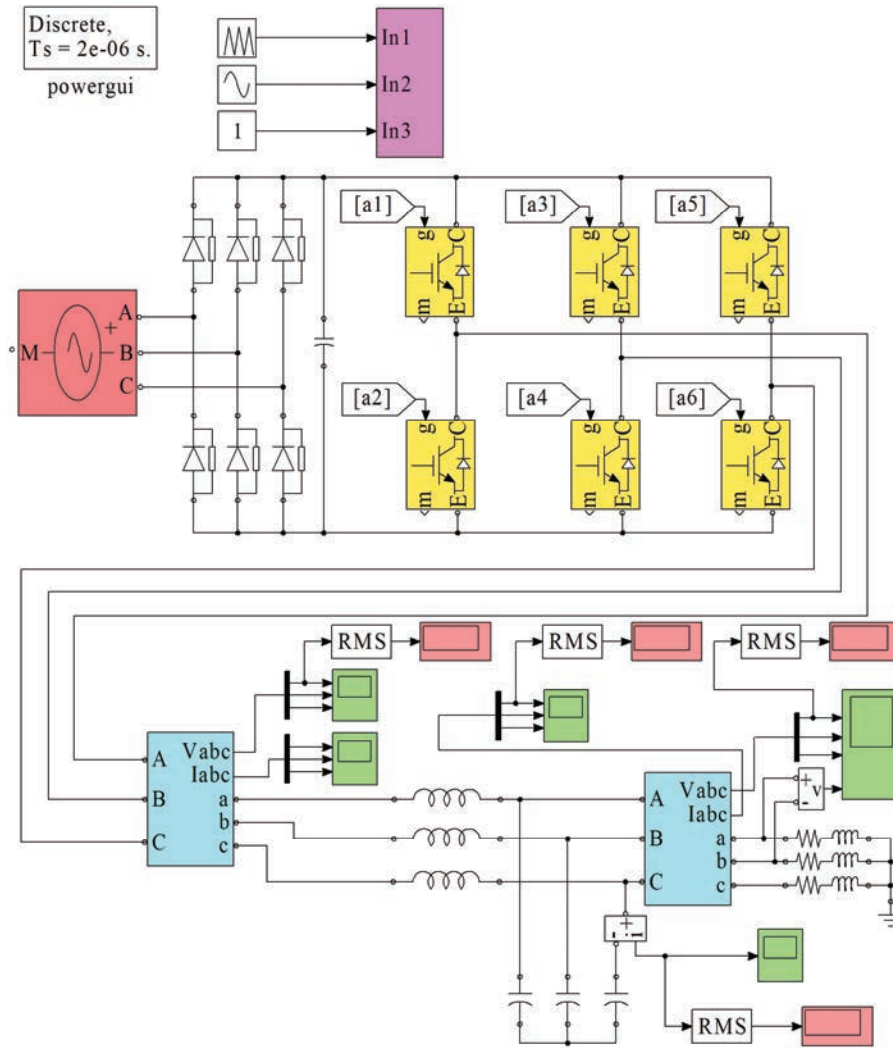 Discrete,
Ts = 2e-06 s.
powergui
In1
In2
1
In3
[a1]
[a3]
[a5]
g
C
g
C
g
C
m
E
m
E
m
E
A
+
M
B
C
[a2]
[a4
[a6]
g
C
g
C
g
C
m
E
m
E
m
E
RMS
RMS
RMS
A
Vabc
Iabc
B
a
b
C
c
A
Vabc
Iabc
B
a
b
C
c
+
-
v
+
-
i
RMS